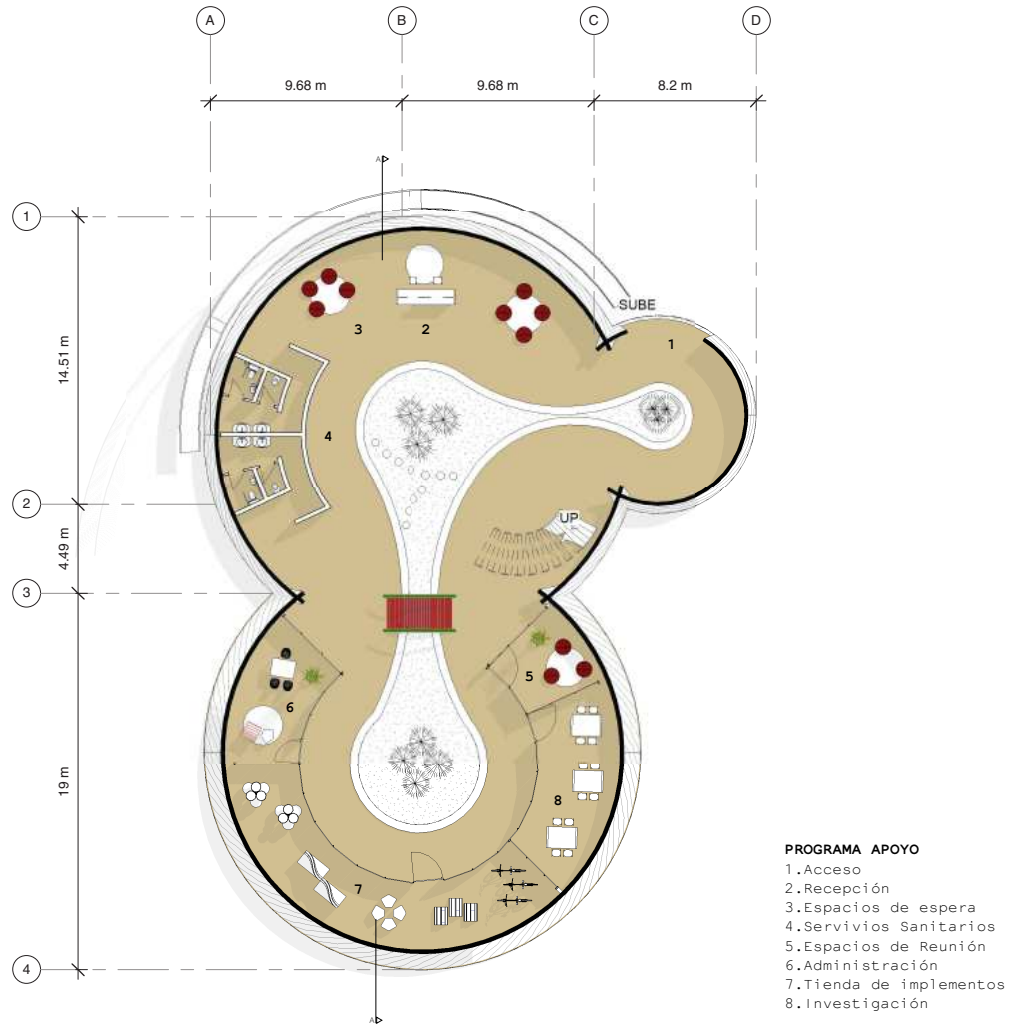 A B C D
9.68 m 9.68 m 8.2 m
A
1
SUBE
1
3 2
14.51 m
4
2
UP
4.49 m
3
5
6
19 m
8
7
4
A
PROGRAMA APOYO
1.Acceso
2.Recepción
3.Espacios de espera
4.Servivios Sanitarios
5.Espacios de Reunión
6.Administración
7.Tienda de implementos
8.Investigación